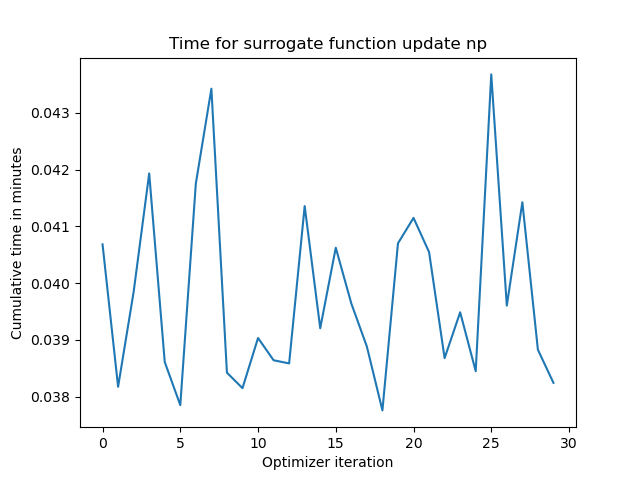 Time for surrogate function update np
Cumulative time in minutes
0.043
0.042
0.041
0.040
0.039
0.038
0 5 10 15 20 25 30
Optimizer iteration